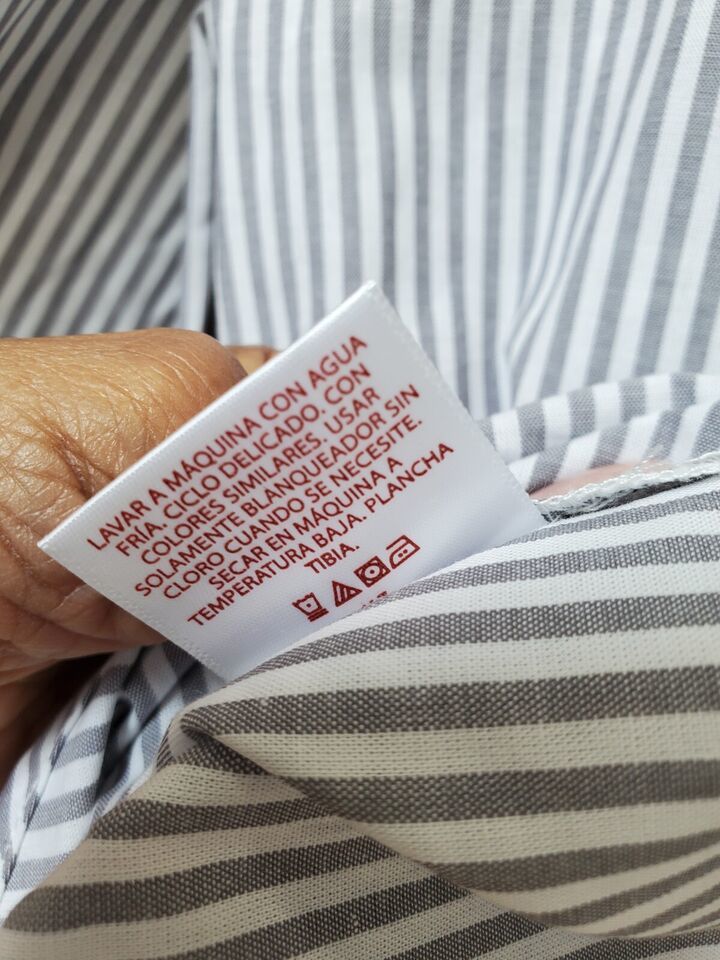 LAVAR A MÁQUINA CON AGUA
FRÍA. CICLO DELICADO. CON
COLORES SIMILARES. USAR
SOLAMENTE BLANQUEADOR SIN
CLORO CUANDO SE NECESITE.
SECAR EN MÁQUINA A
TEMPERATURA BAJA. PLANCHA
TIBIA.